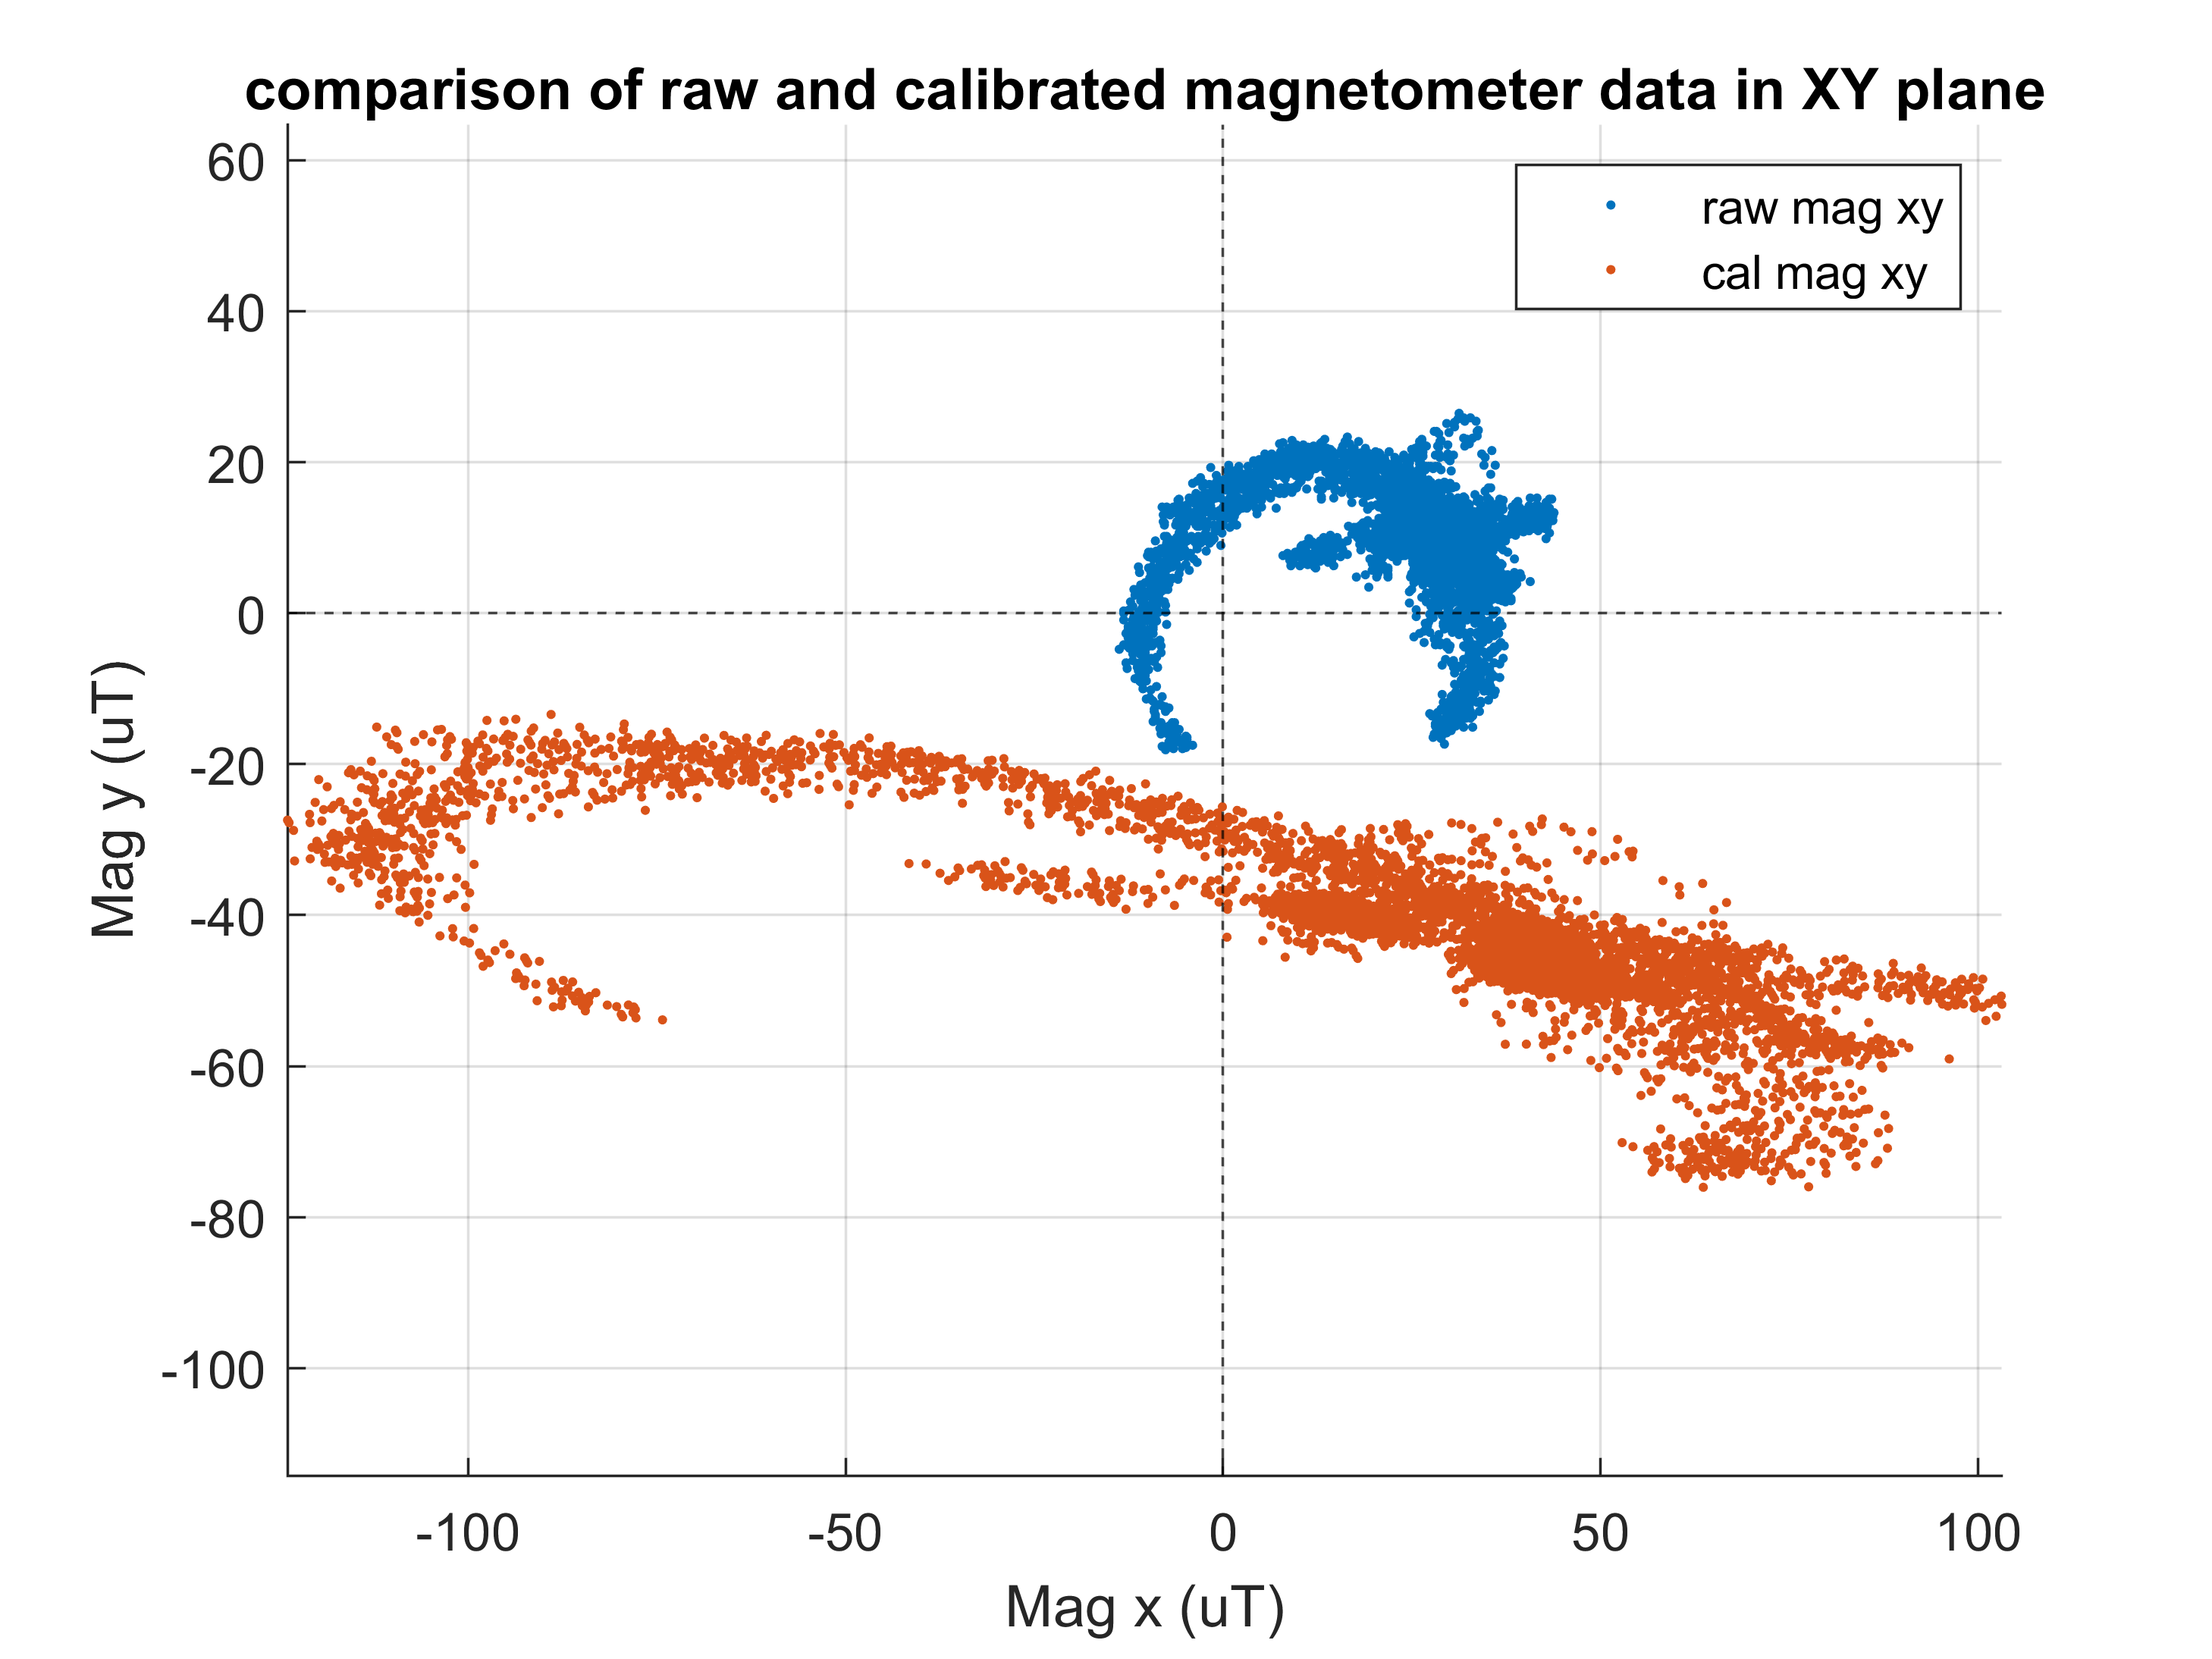 comparison of raw and calibrated magnetometer data in XY plane
raw mag xy
cal mag xy
60
40
20
0
-20
-40
-60
-80
-100
Mag y (uT)
-100
-50
0
50
100
Mag x (uT)